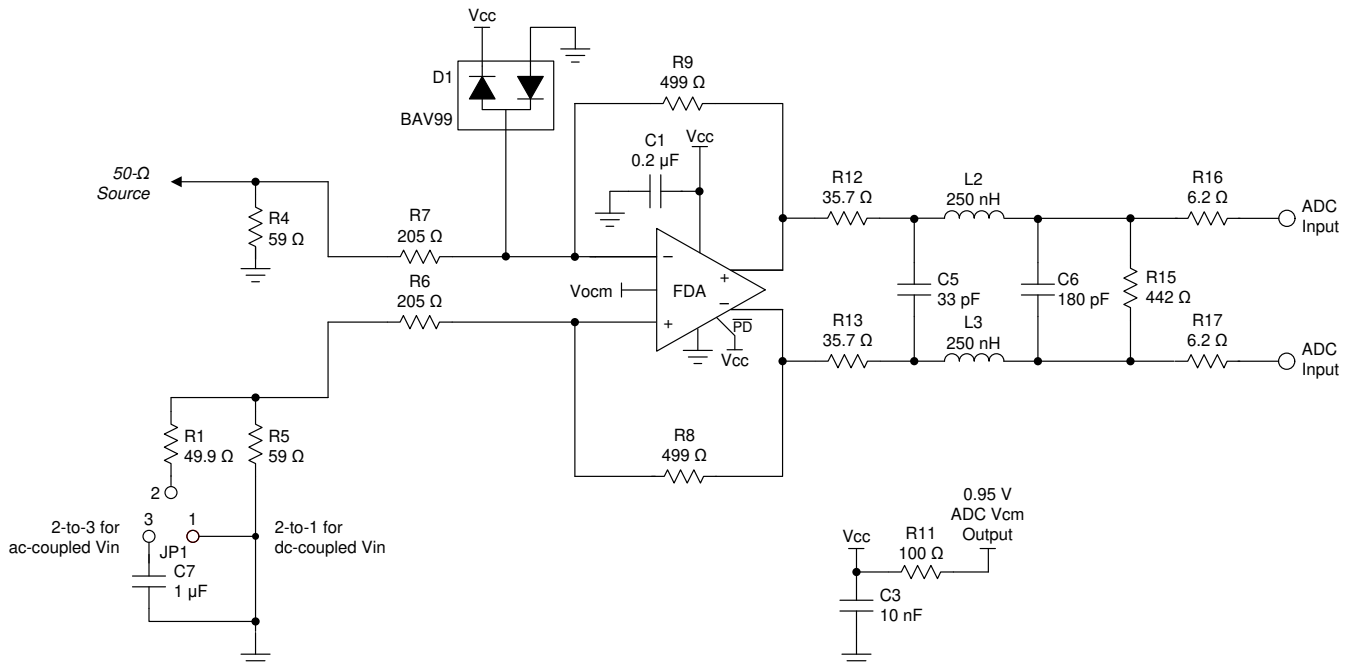 Vcc
D1
BAV99
R9
499 Ω
C1
0.2 µF
Vcc
50-Ω
Source
R4
59 Ω
R7
205 Ω
R6
205 Ω
Vocm
−
+
FDA
+
−
PD
Vcc
R12
35.7 Ω
L2
250 nH
R16
6.2 Ω
ADC
Input
C5
33 pF
C6
180 pF
R15
442 Ω
R13
35.7 Ω
L3
250 nH
R17
6.2 Ω
ADC
Input
R1
49.9 Ω
R5
59 Ω
R8
499 Ω
2
3
1
2-to-3 for
ac-coupled Vin
JP1
2-to-1 for
dc-coupled Vin
C7
1 µF
Vcc
R11
100 Ω
0.95 V
ADC Vcm
Output
C3
10 nF